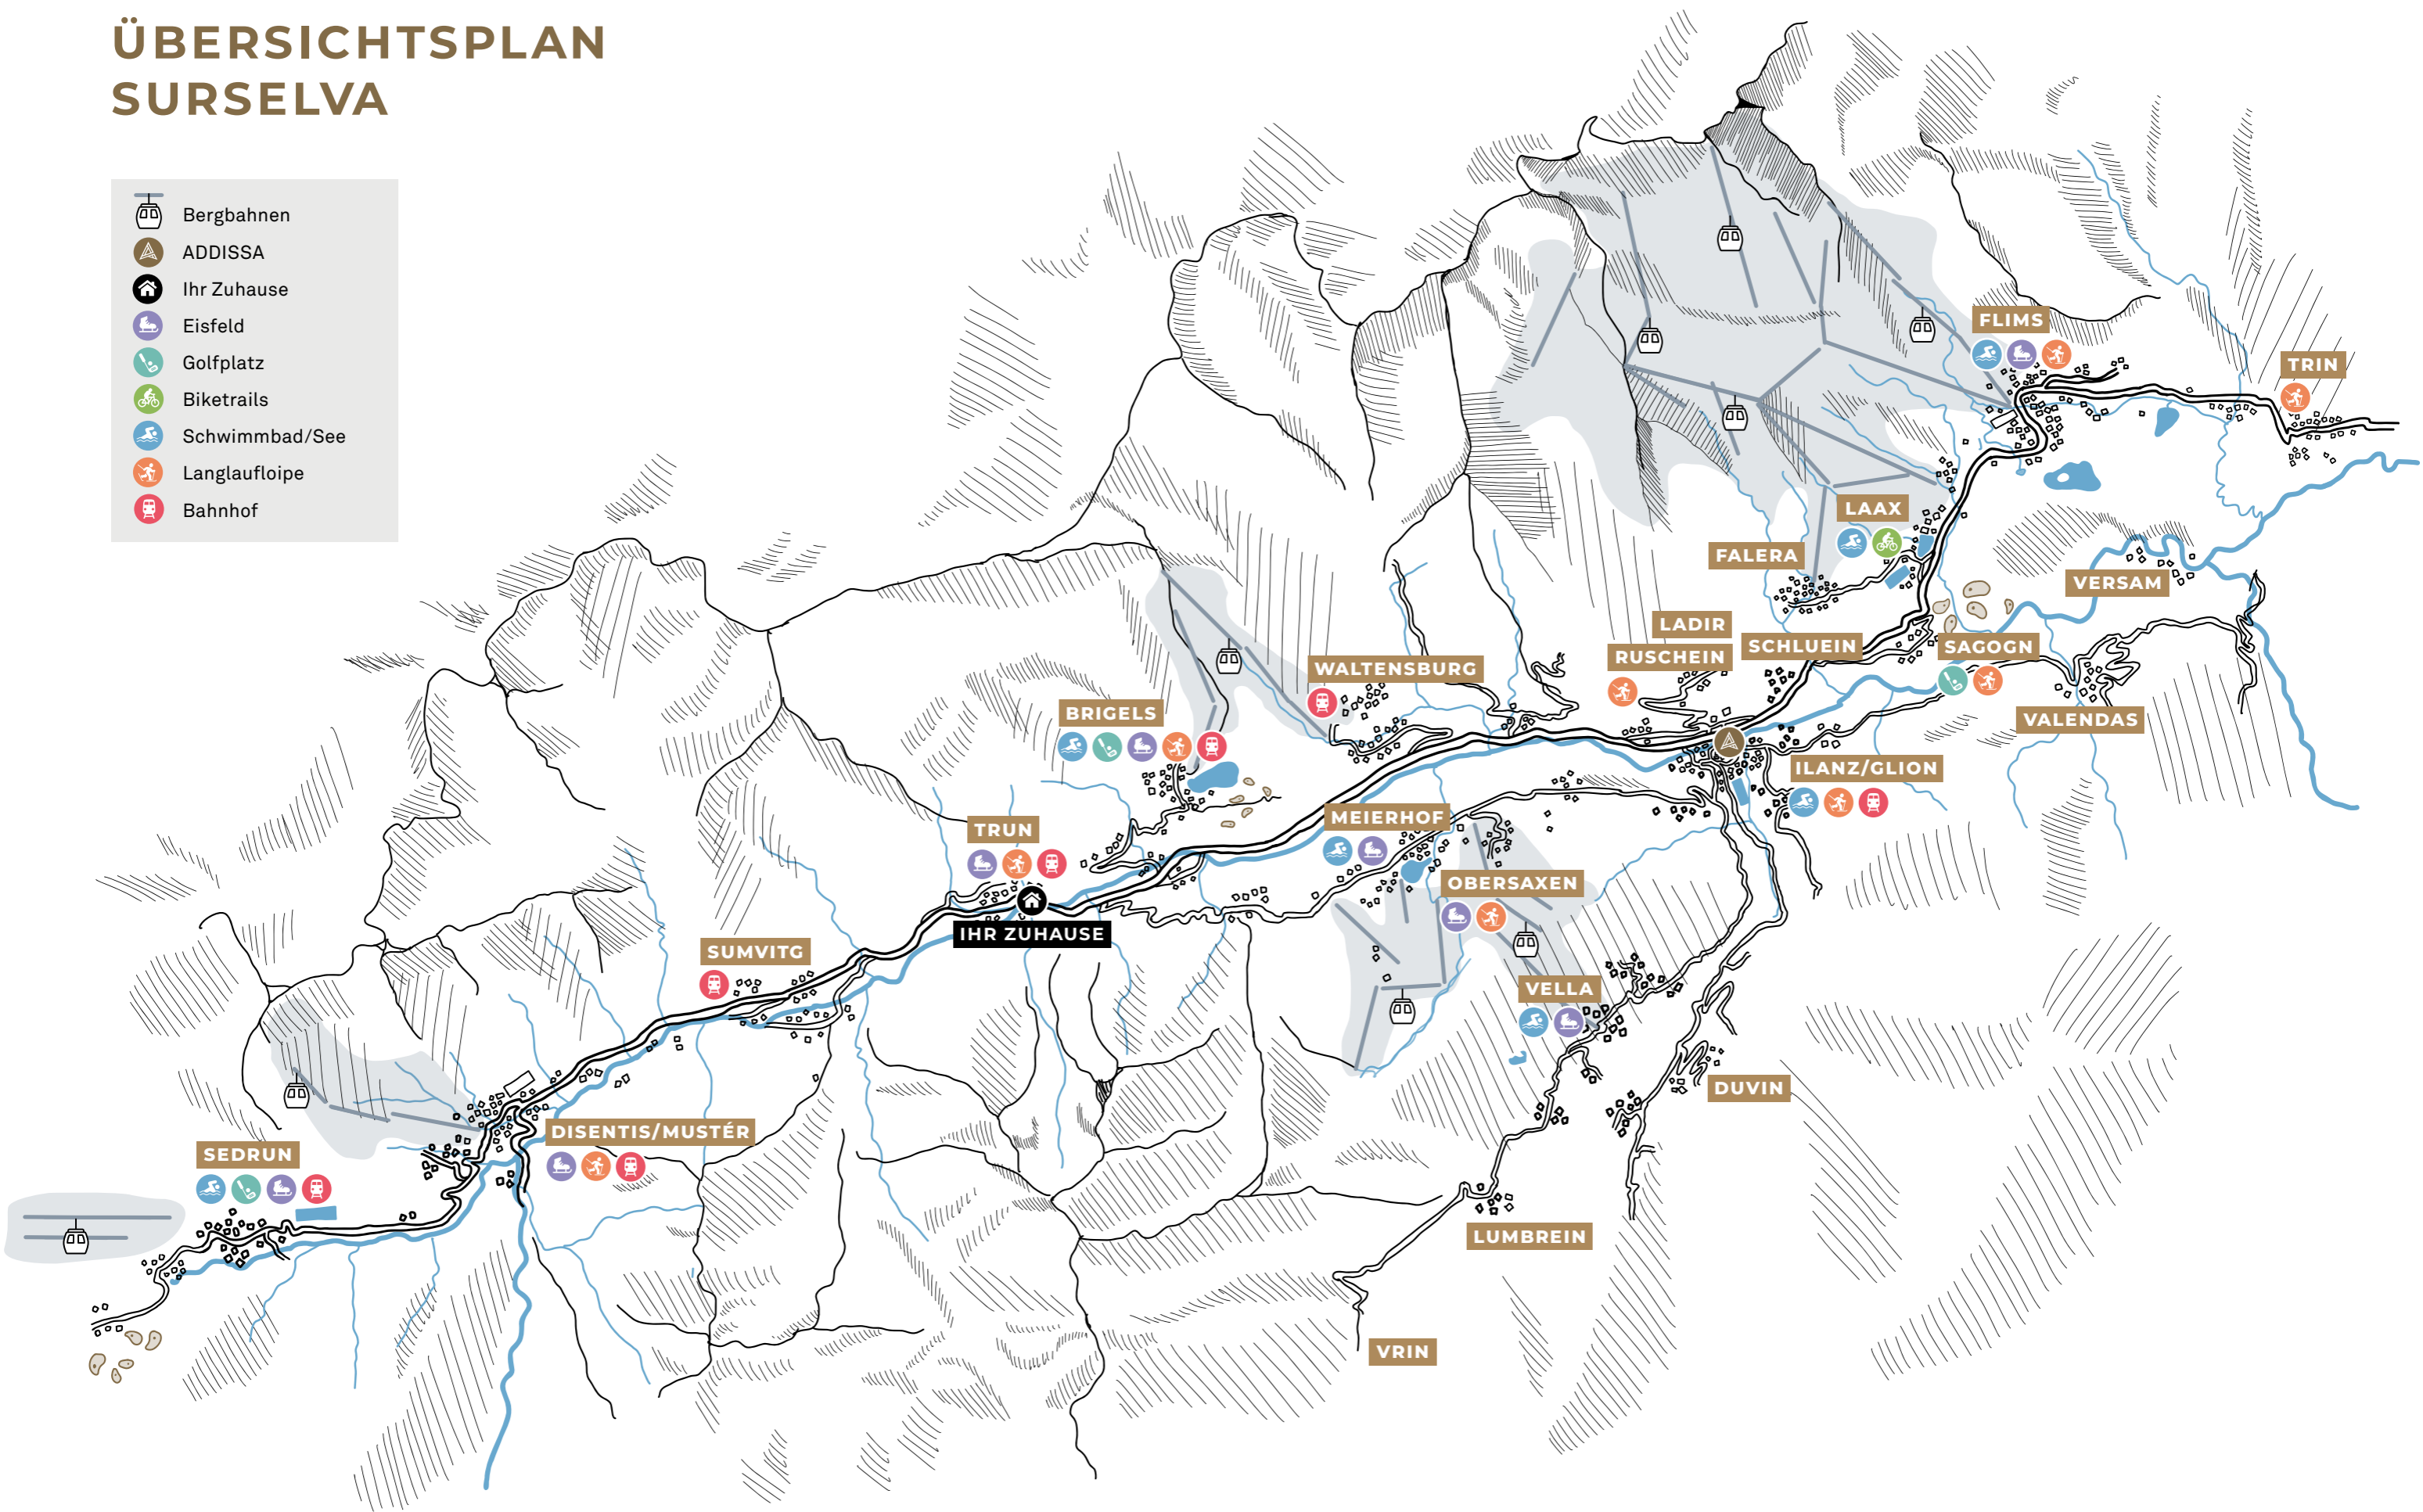 ÜBERSICHTSPLAN
SURSELVA
Bergbahnen
ADDISSA
Ihr Zuhause
Eisfeld
Golfplatz
Biketrails
Schwimmbad/See
Langlaufloipe
Bahnhof
FLIMS
TRIN
LAAX
FALERA
VERSAM
LADIR
RUSCHEIN
SCHLUEIN
SAGOGN
WALTENSBURG
BRIGELS
VALENDAS
ILANZ/GLION
MEIERHOF
TRUN
OBERSAXEN
IHR ZUHAUSE
SUMVITG
VELLA
DUVIN
DISENTIS/MUSTÉR
SEDRUN
LUMBREIN
VRIN